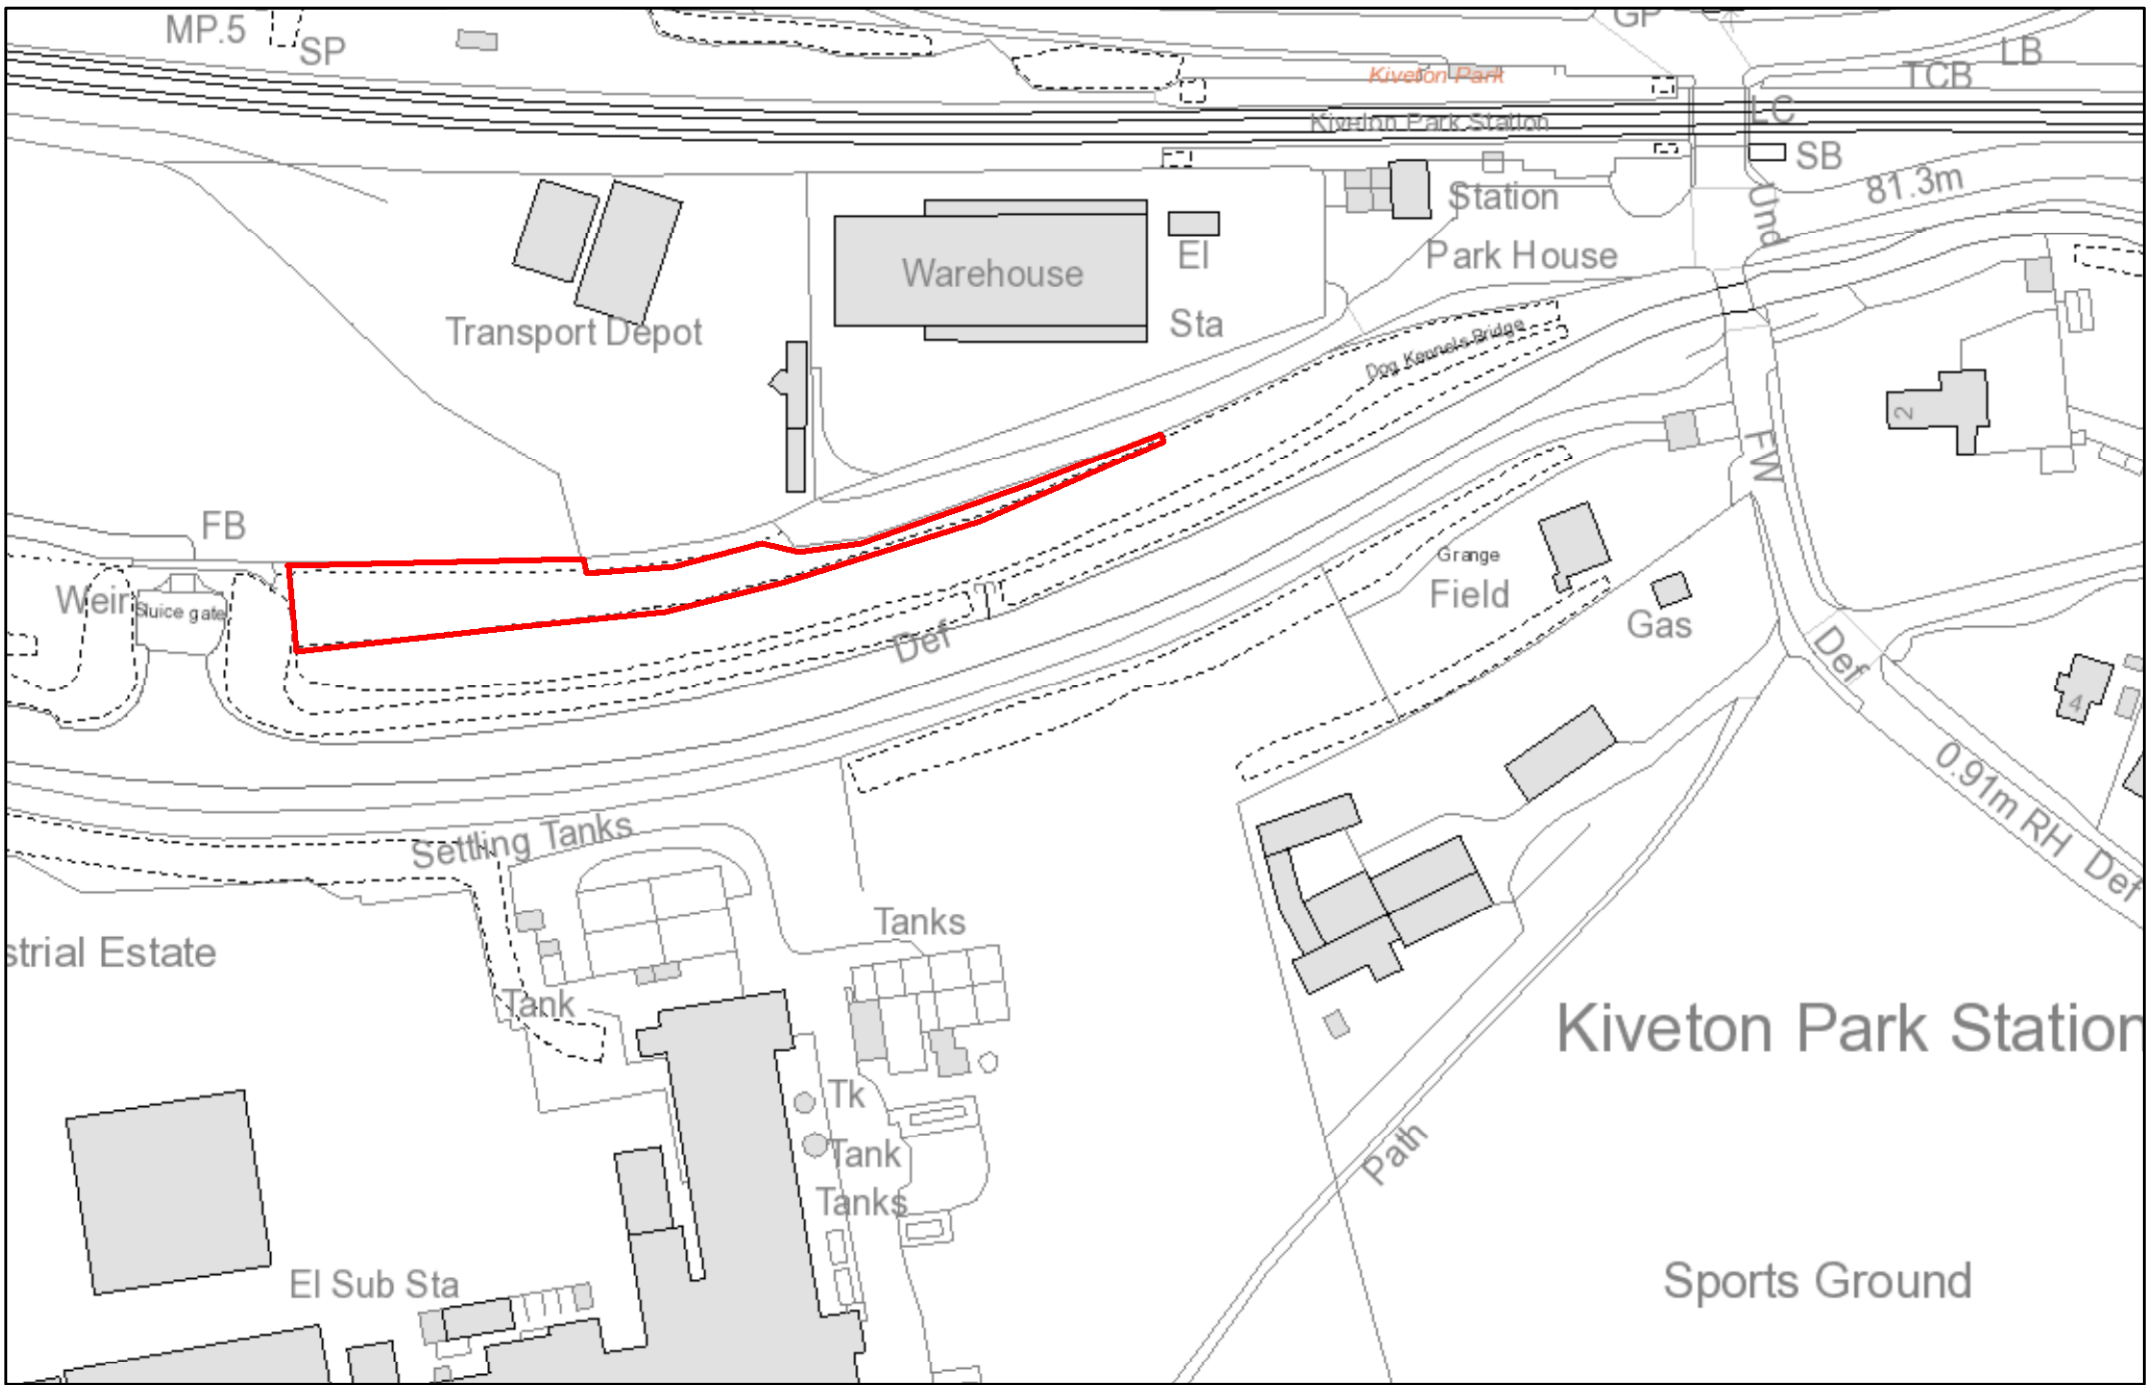 GP
MP.5
SP
LB
Kiveton Park
TCB
LC
Kiveton Park Station
SB
81.3m
Station
Und
El
Park House
Warehouse
Sta
Transport Depot
Dog Kennels Bridge
2
FW
FB
Grange
Field
Weir
Sluice gate
Gas
Def
Def
4
0.91m RH
Def
Settling Tanks
Tanks
strial Estate
Tank
Kiveton Park Station
Tk
Tank
Path
Tanks
El Sub Sta
Sports Ground